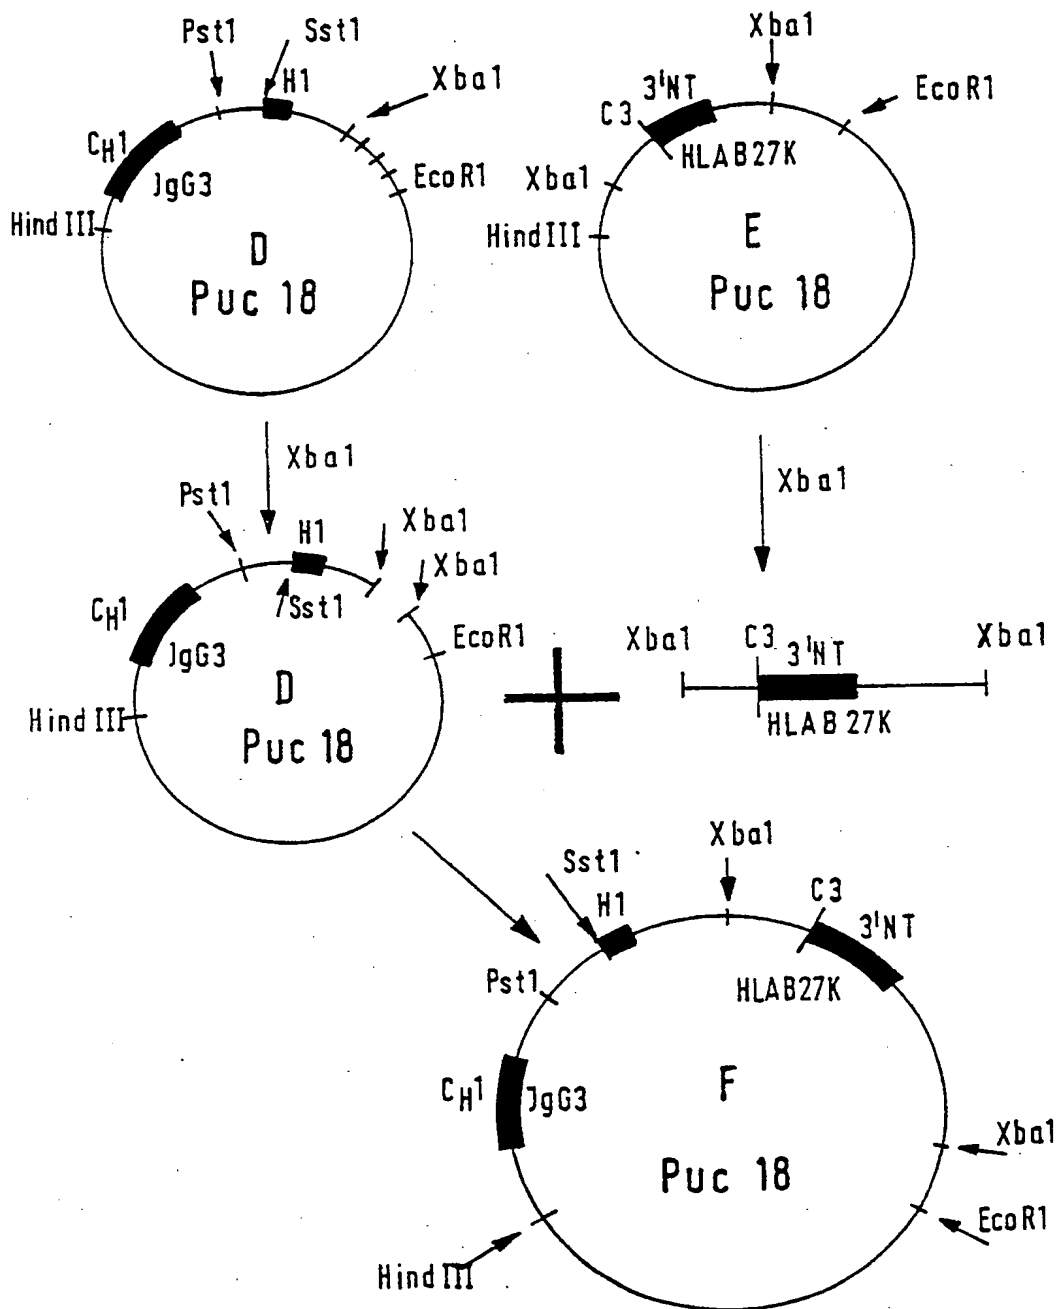 Pst1
Sst1
H1
Xba1
CH1
JgG3
EcoR1
Hind III
D
Puc 18
Xba1
C3
3'NT
EcoR1
HLAB27K
Xba1
HindIII
E
Puc 18
Xba1
Xba1
Pst1
H1
Xba1
Xba1
CH1
Sst1
JgG3
EcoR1
Hind III
D
Puc 18
Xba1
C3
3'NT
Xba1
HLAB 27K
Sst1
H1
Xba1
C3
3'NT
Pst1
HLAB27K
CH1
JgG3
F
Puc 18
Xba1
EcoR1
Hind III